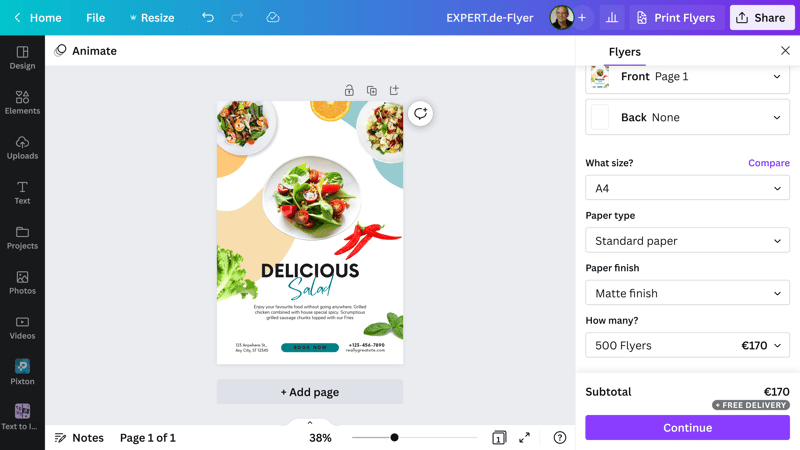 Home
File
Resize
EXPERT.de-Flyer
+
Print Flyers
Share
Design
Elements
Uploads
Text
Projects
Photos
Videos
Pixton
Text to I...
Animate
DELICIOUS
Salad
Enjoy your favourite food without going anywhere. Grilled
chicken combined with house special spicy. Scrumptious
grilled sausage chunks topped with our Fries
123 Anywhere St.,
Any City, ST 12345
BOOK NOW
+123-456-7890
reallygreatsite.com
+ Add page
Notes
Page 1 of 1
38%
1
?
Flyers
Front Page 1
Back None
What size?
Compare
A4
Paper type
Standard paper
Paper finish
Matte finish
How many?
500 Flyers
€170
Subtotal
€170
+ FREE DELIVERY
Continue